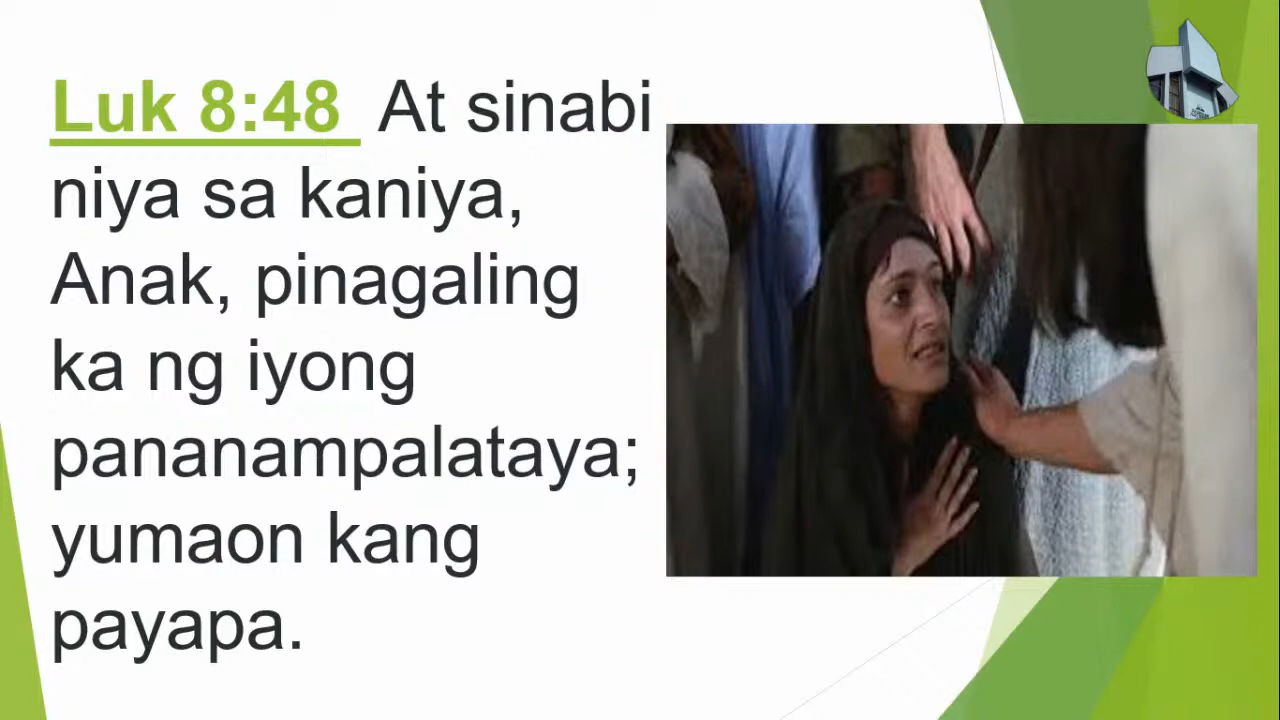 Luk 8:48 At sinabi
niya sa kaniya,
Anak, pinagaling
ka ng iyong
pananampalataya;
yumaon kang
payapa.